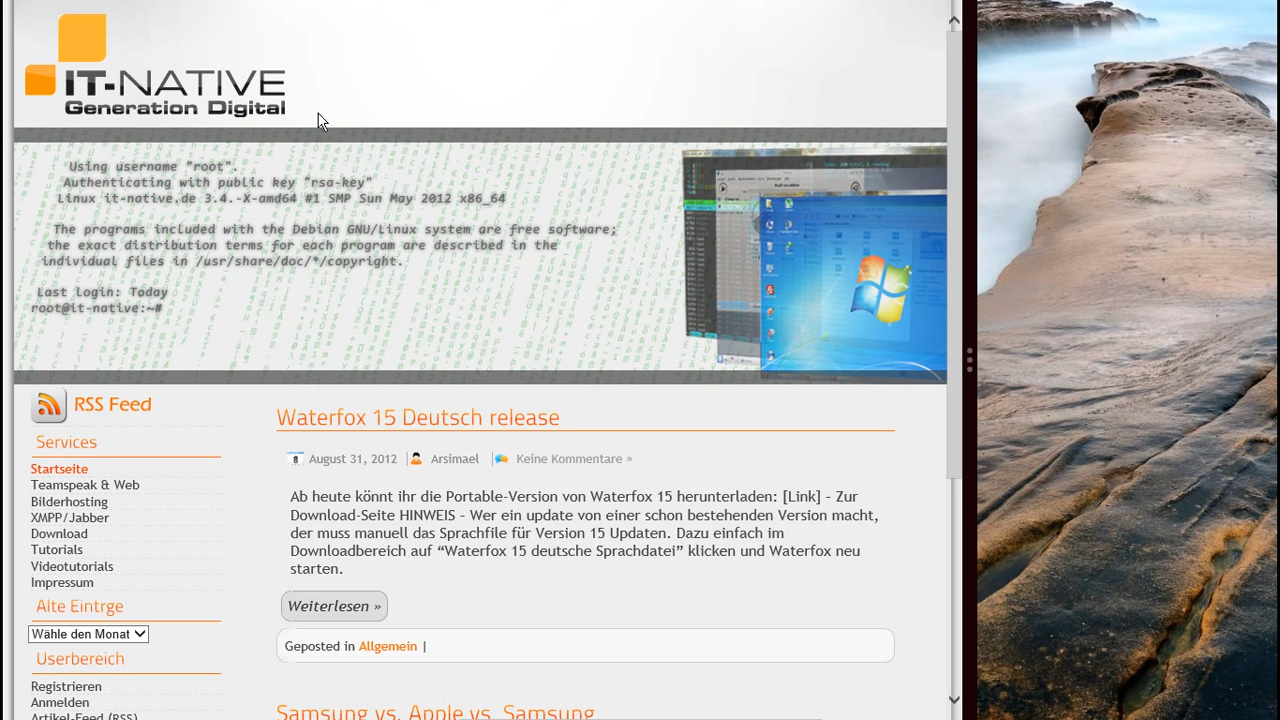 IT-NATIVE
Generation Digital
Using username "root".
Authenticating with public key "rsa-key"
Linux it-native.de 3.4.-X-amd64 #1 SMP Sun May 2012 x86_64
The programs included with the Debian GNU/Linux system are free software;
the exact distribution terms for each program are described in the
individual files in /usr/share/doc/*/copyright.
Last login: Today
root@it-native:~#
RSS Feed
Services
Startseite
Teamspeak & Web
Bilderhosting
XMPP/Jabber
Download
Tutorials
Videotutorials
Impressum
Alte Eintrge
Wähle den Monat
Userbereich
Registrieren
Anmelden
Artikel-Feed (RSS)
Waterfox 15 Deutsch release
August 31, 2012 | Arsimael | Keine Kommentare »
Ab heute könnt ihr die Portable-Version von Waterfox 15 herunterladen: [Link] – Zur
Download-Seite HINWEIS – Wer ein update von einer schon bestehenden Version macht,
der muss manuell das Sprachfile für Version 15 Updaten. Dazu einfach im
Downloadbereich auf “Waterfox 15 deutsche Sprachdatei” klicken und Waterfox neu
starten.
Weiterlesen »
Geposted in Allgemein |
Samsung vs. Apple vs. Samsung